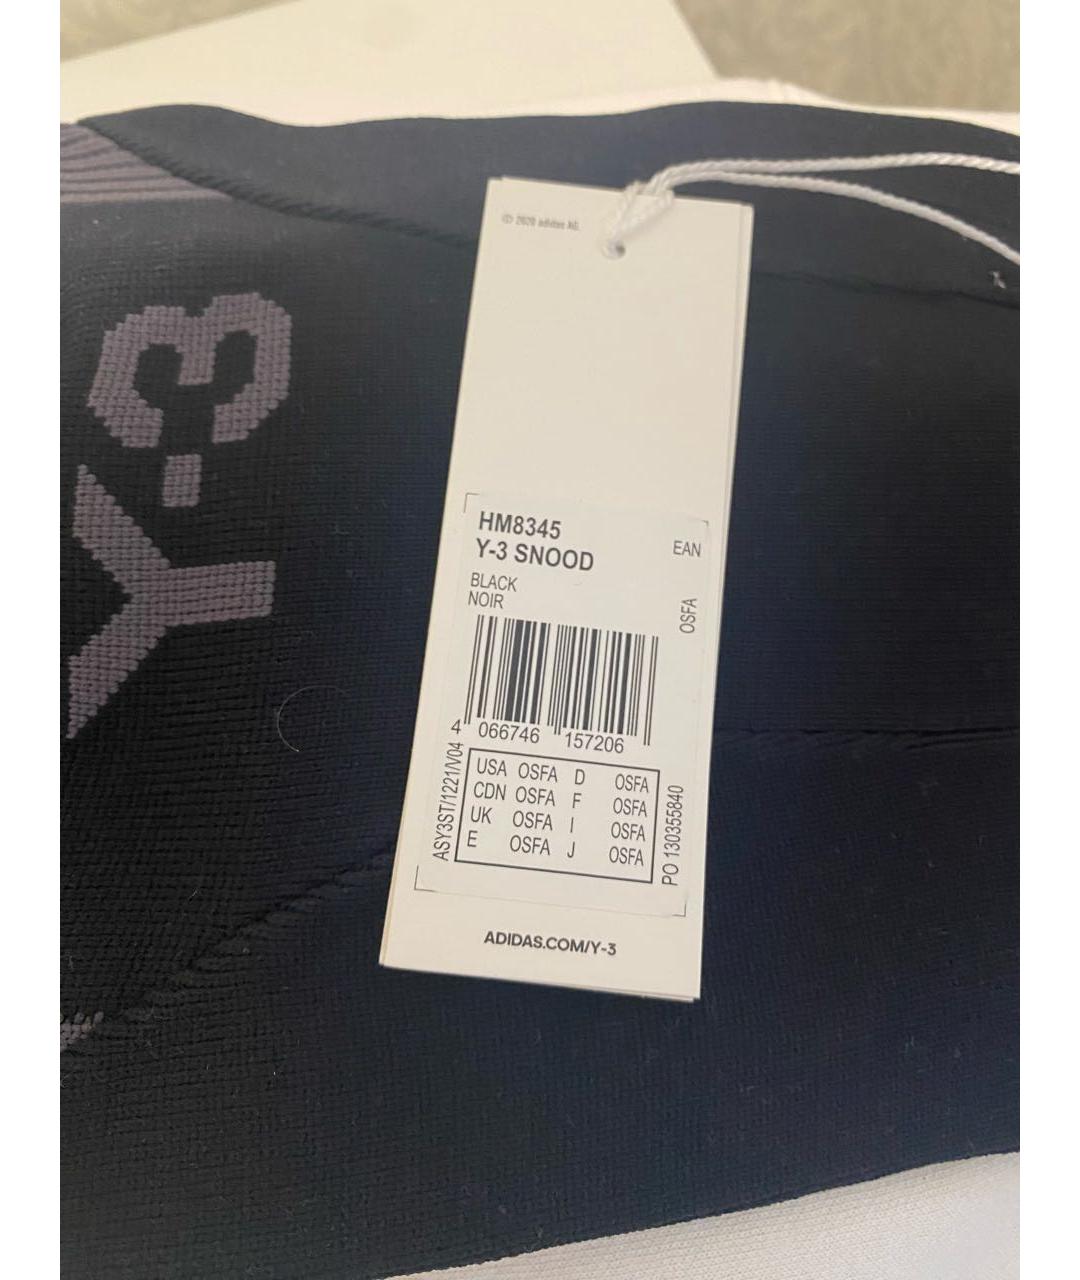 © 2020 adidas AG.
Y-3
HM8345
Y-3 SNOOD
EAN
BLACK
NOIR
OSFA
4 066746 157206
USA OSFA D OSFA
CDN OSFA F OSFA
UK OSFA I OSFA
E OSFA J OSFA
ASY3ST/1221/V04
PO 130355840
ADIDAS.COM/Y-3